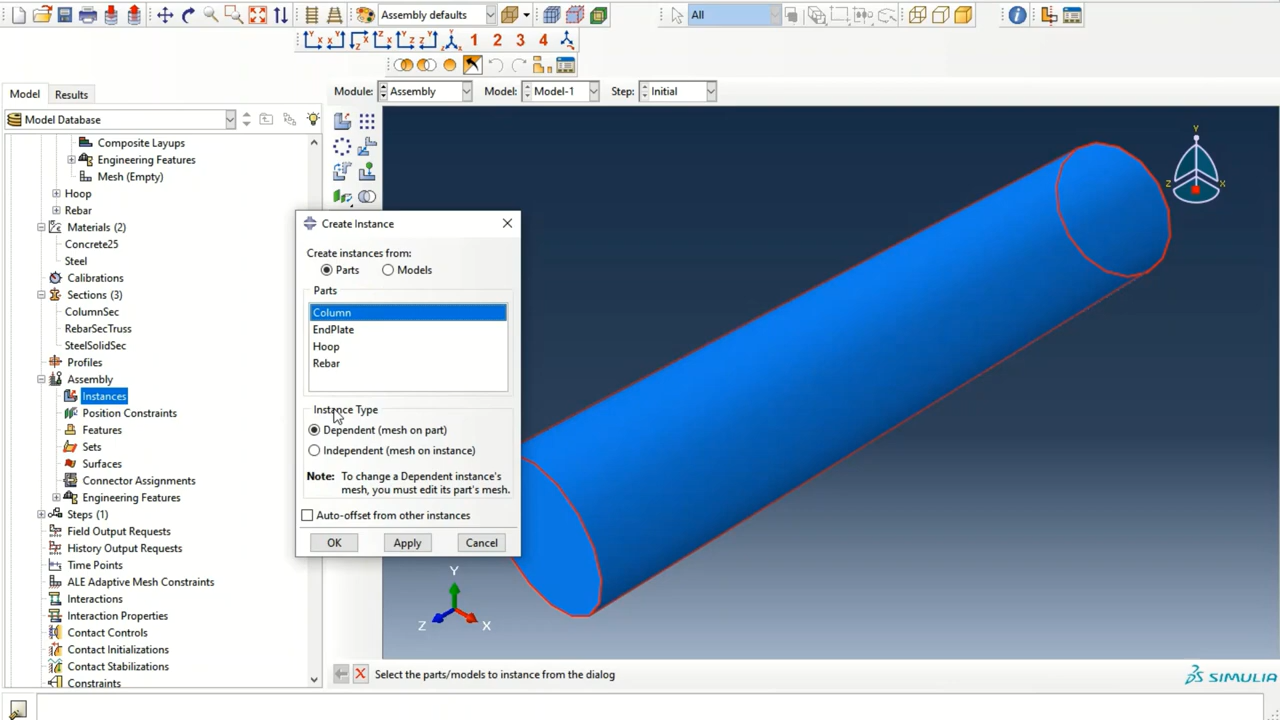 Assembly defaults
All
1 2 3 4
Model
Results
Module:
Assembly
Model:
Model-1
Step:
Initial
Model Database
Composite Layups
Engineering Features
Mesh (Empty)
Hoop
Rebar
Materials (2)
Concrete25
Steel
Calibrations
Sections (3)
ColumnSec
RebarSecTruss
SteelSolidSec
Profiles
Assembly
Instances
Position Constraints
Features
Sets
Surfaces
Connector Assignments
Engineering Features
Steps (1)
Field Output Requests
History Output Requests
Time Points
ALE Adaptive Mesh Constraints
Interactions
Interaction Properties
Contact Controls
Contact Initializations
Contact Stabilizations
Constraints
Create Instance
Create instances from:
Parts
Models
Parts
Column
EndPlate
Hoop
Rebar
Instance Type
Dependent (mesh on part)
Independent (mesh on instance)
Note: To change a Dependent instance's
mesh, you must edit its part's mesh.
Auto-offset from other instances
OK
Apply
Cancel
Y
Z
X
Y
Z
X
Select the parts/models to instance from the dialog
SIMULIA